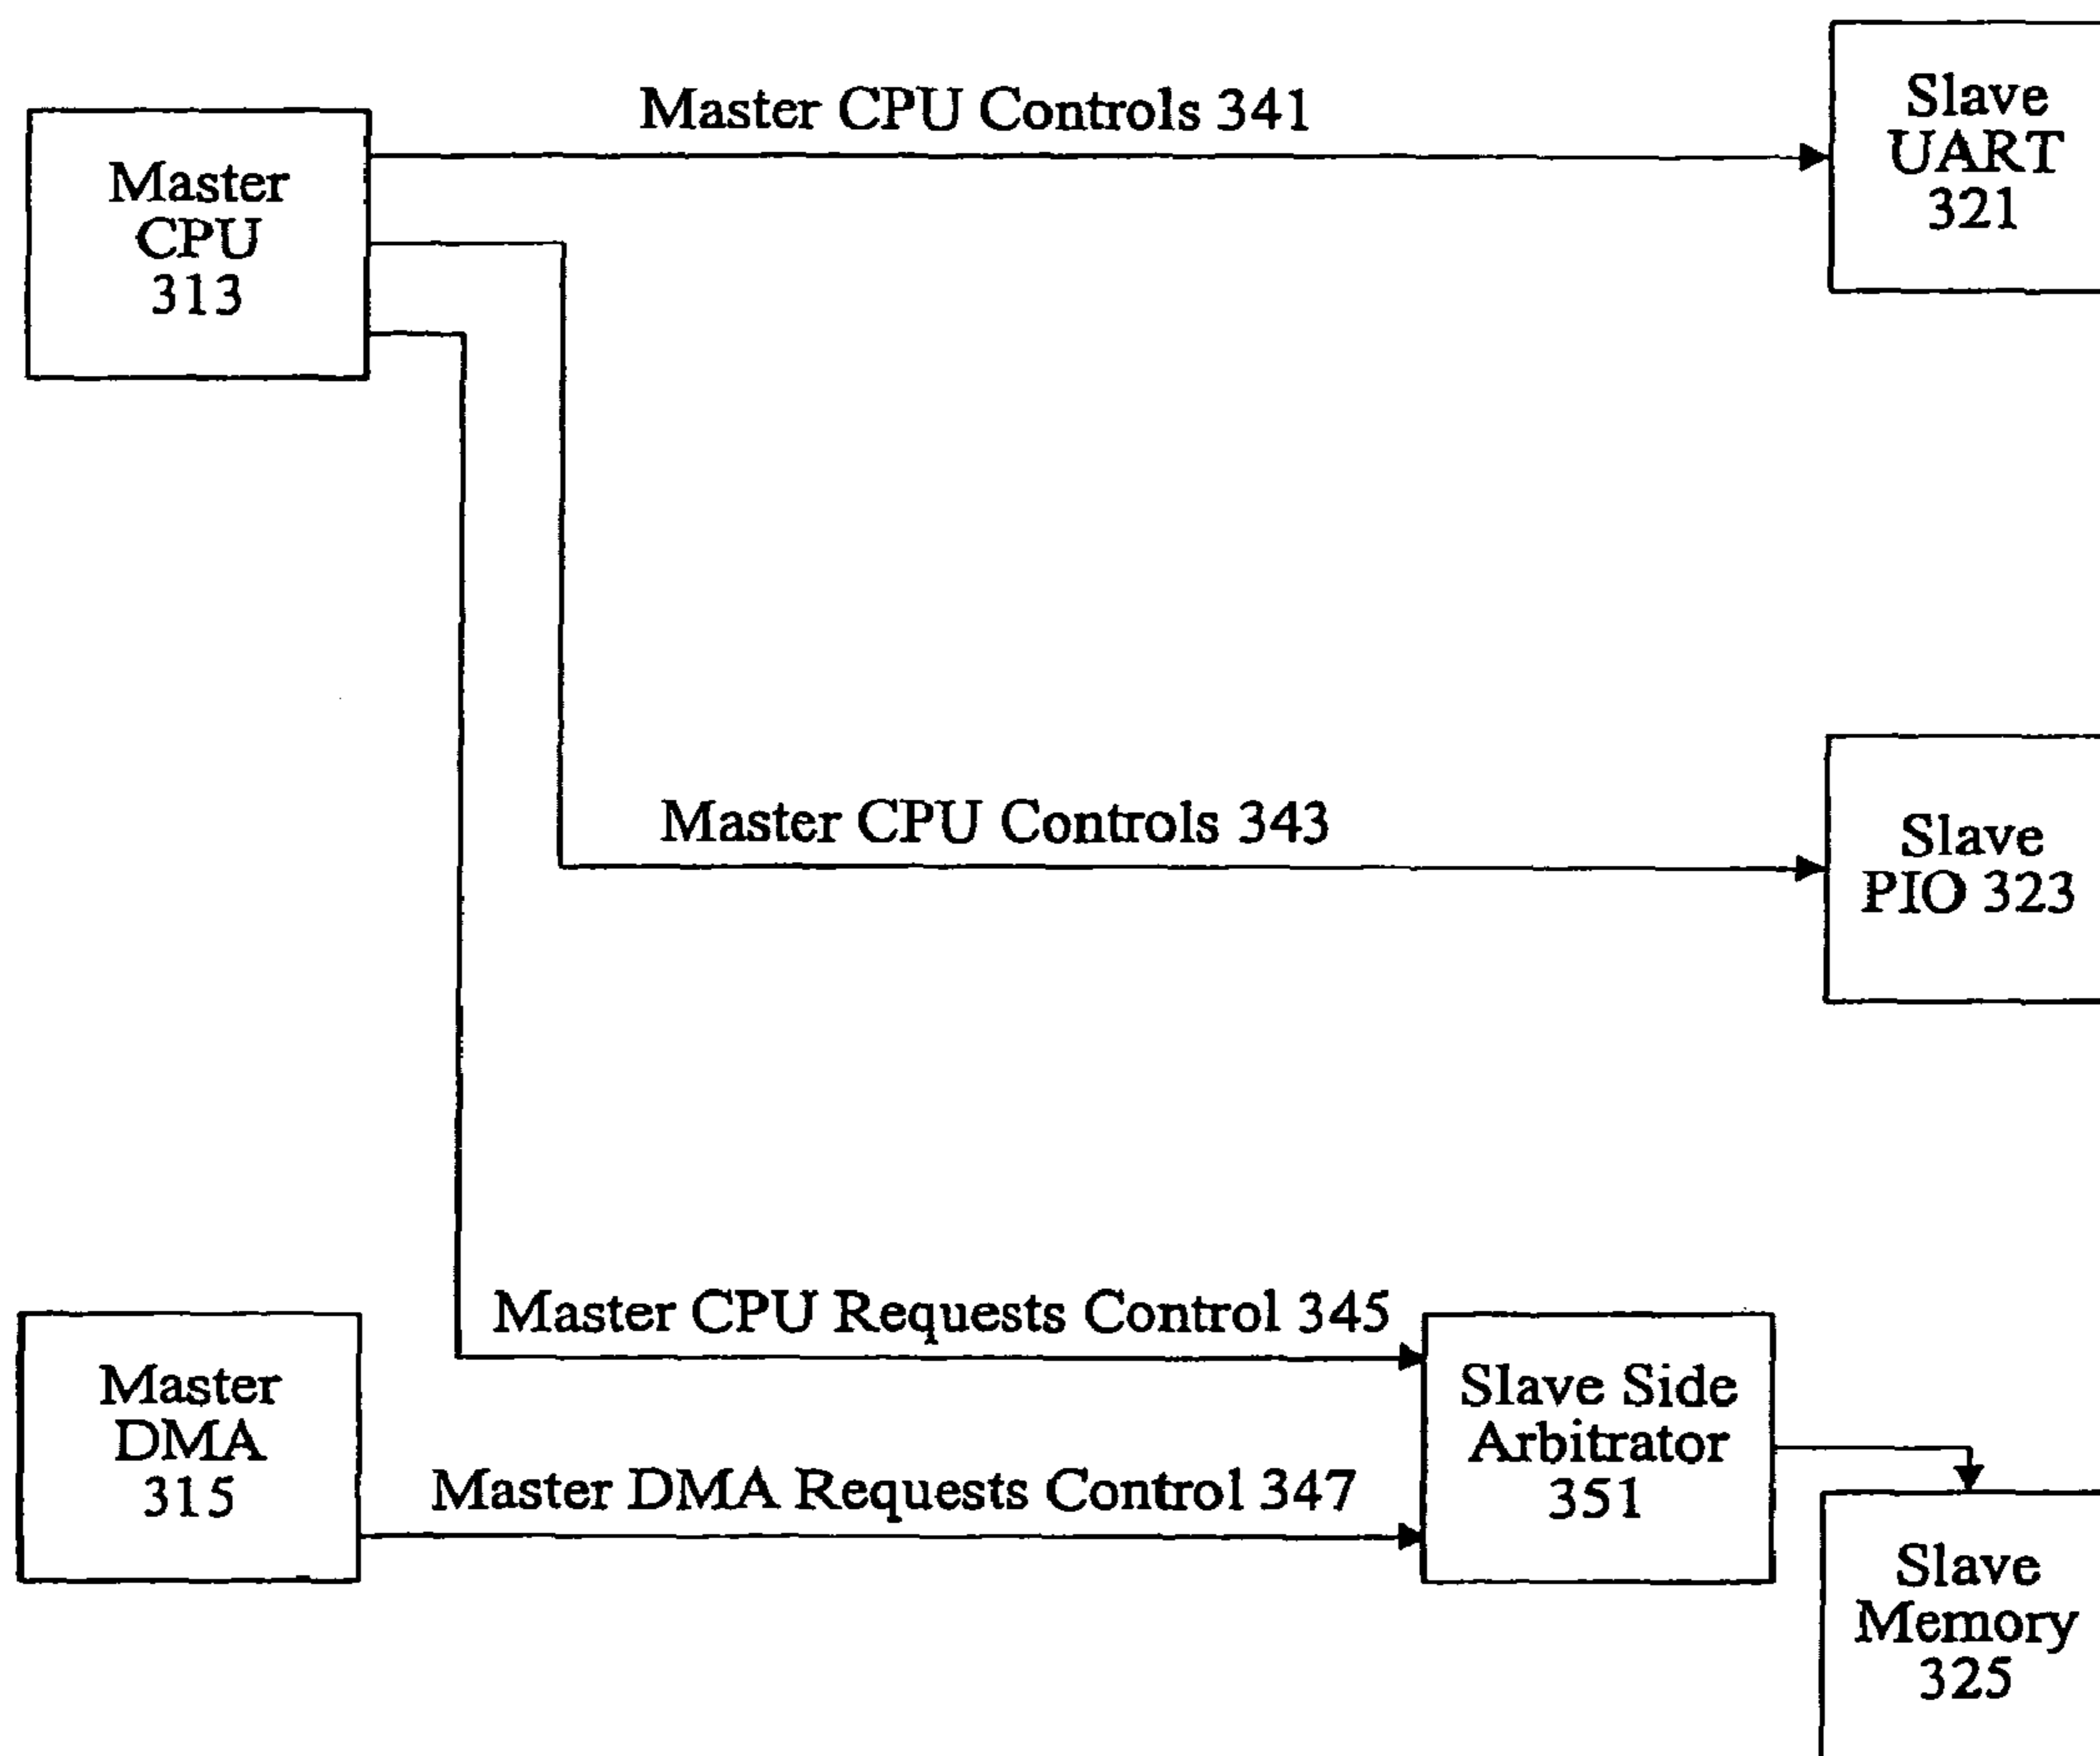 Master CPU Controls 341
Slave
UART
321
Master
CPU
313
Master CPU Controls 343
Slave
PIO 323
Master CPU Requests Control 345
Master
DMA
315
Master DMA Requests Control 347
Slave Side
Arbitrator
351
Slave
Memory
325